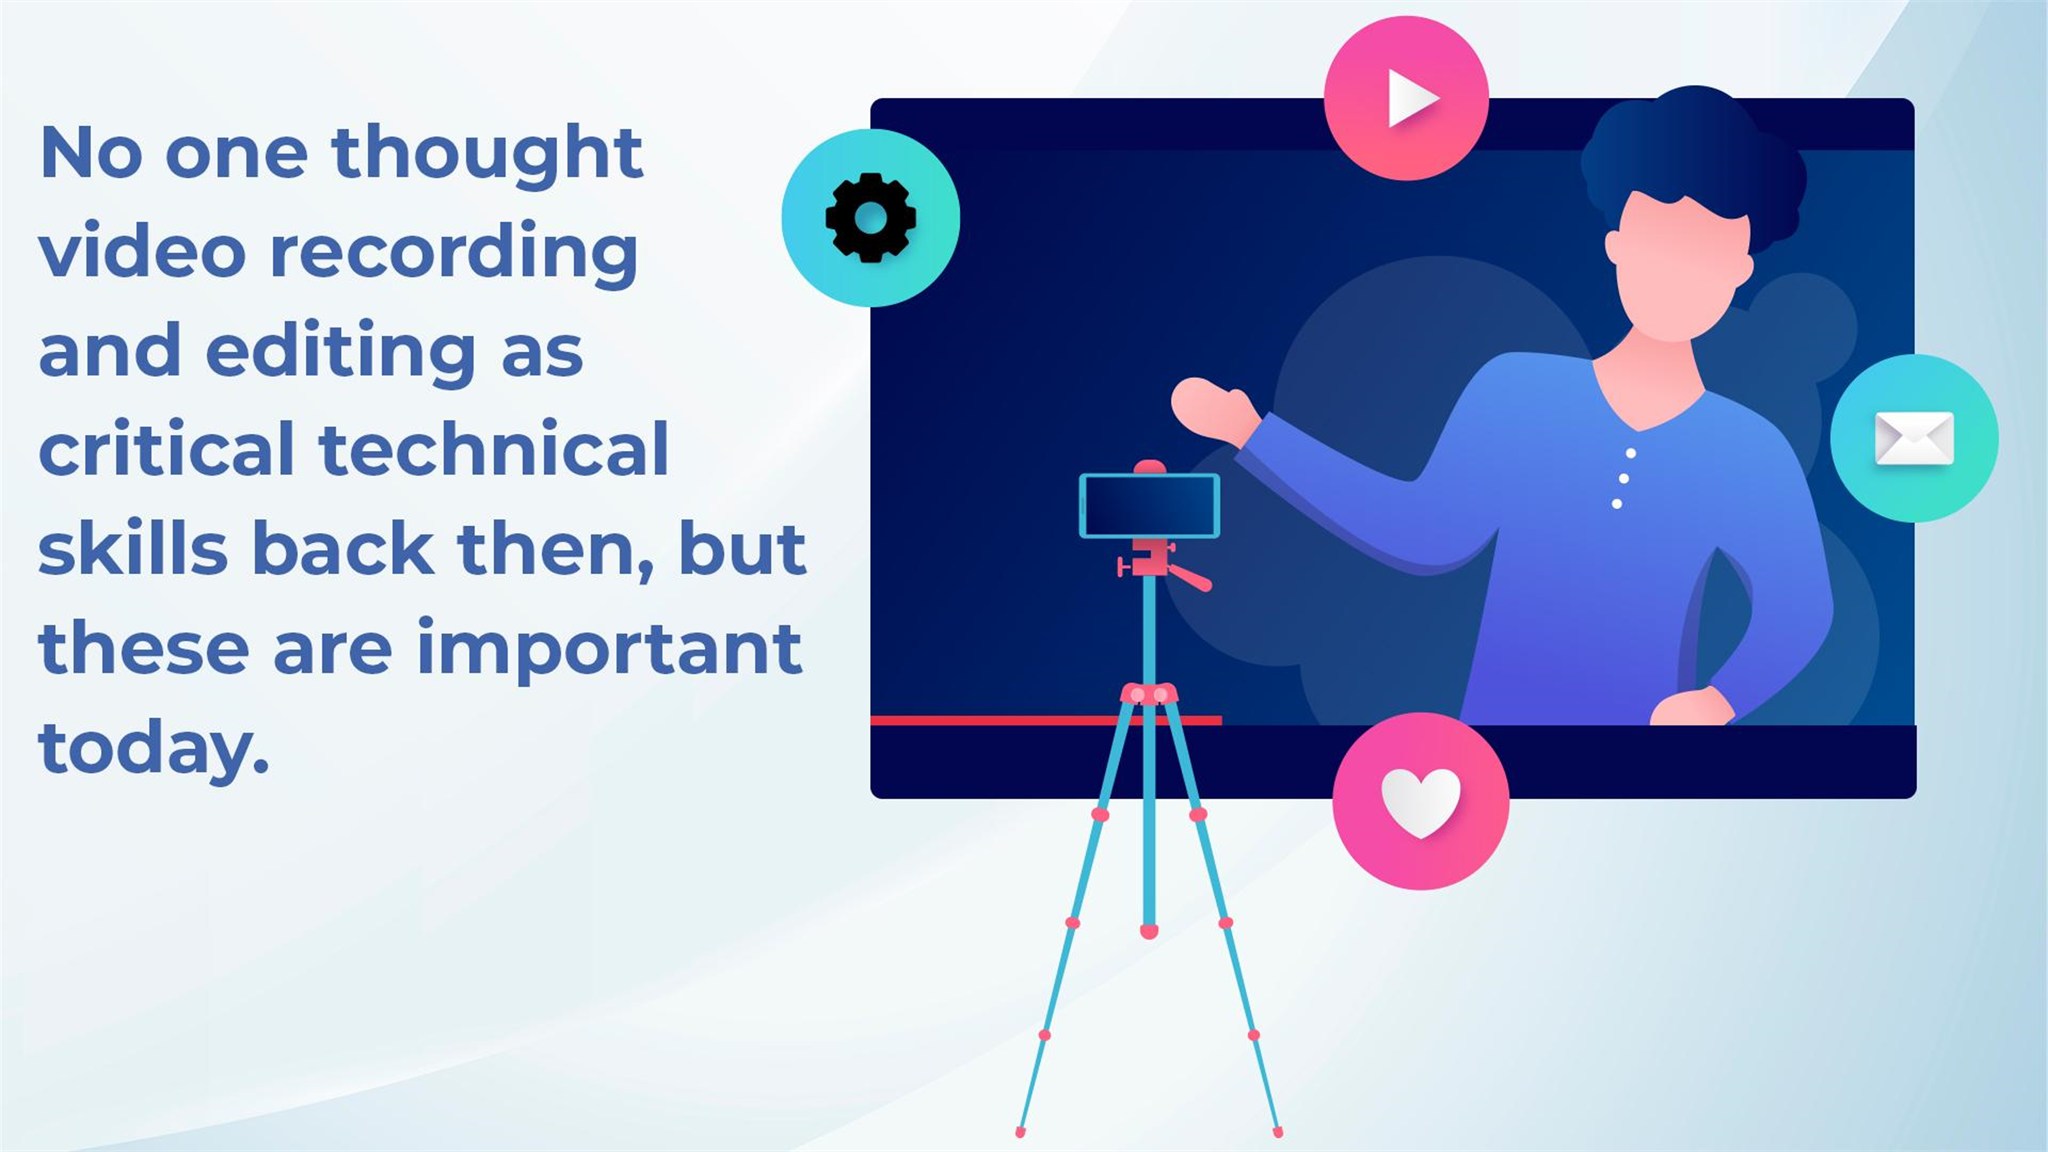 No one thought
video recording
and editing as
critical technical
skills back then, but
these are important
today.